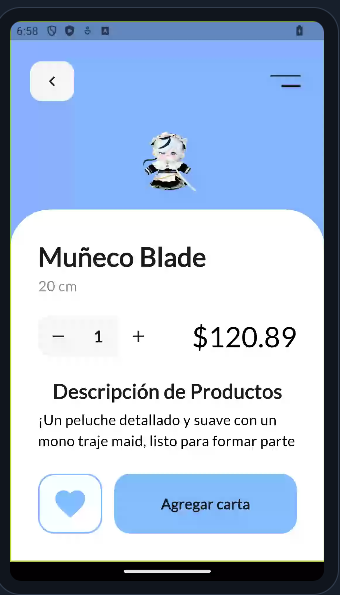 6:58
Muñeco Blade
20 cm
− 1 + $120.89
Descripción de Productos
¡Un peluche detallado y suave con un
mono traje maid, listo para formar parte
Agregar carta